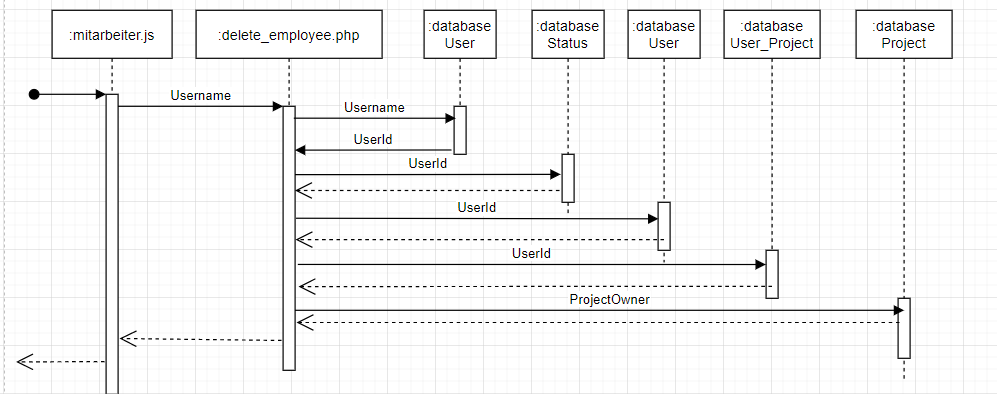 :mitarbeiter.js
:delete_employee.php
:database
User
:database
Status
:database
User
:database
User_Project
:database
Project
Username
Username
UserId
UserId
UserId
UserId
ProjectOwner